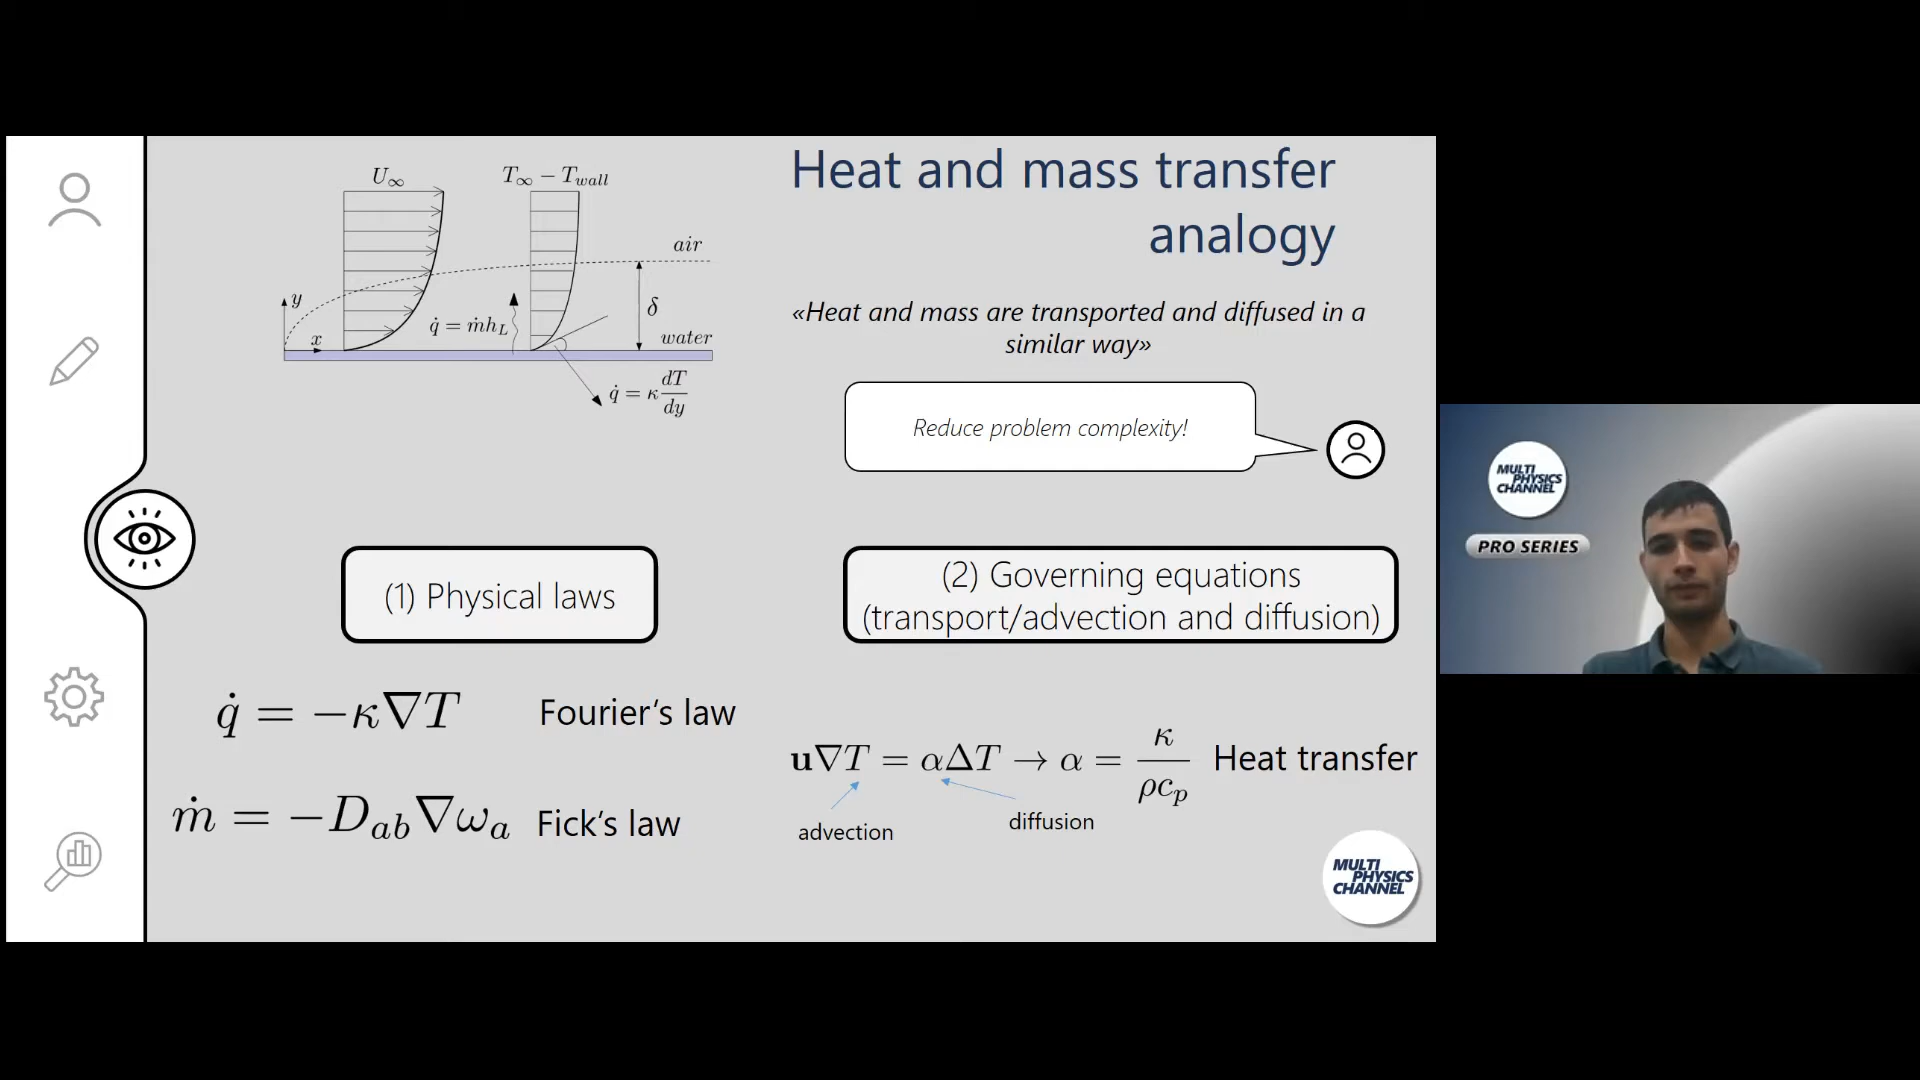 Heat and mass transfer
analogy
U∞
T∞ − Twall
air
y
q̇ = ṁhL
δ
x
water
q̇ = κ dT/dy
«Heat and mass are transported and diffused in a
similar way»
Reduce problem complexity!
(1) Physical laws
q̇ = −κ∇T Fourier’s law
ṁ = −Dab∇ωa Fick’s law
(2) Governing equations
(transport/advection and diffusion)
u∇T = αΔT → α = κ/ρcp Heat transfer
advection
diffusion
MULTI
PHYSICS
CHANNEL
MULTI
PHYSICS
CHANNEL
PRO SERIES